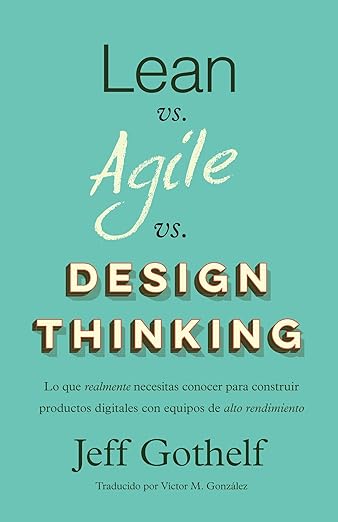 Lean
vs.
Agile
vs.
DESIGN
THINKING
Lo que realmente necesitas conocer para construir
productos digitales con equipos de alto rendimiento
Jeff Gothelf
Traducido por Víctor M. González